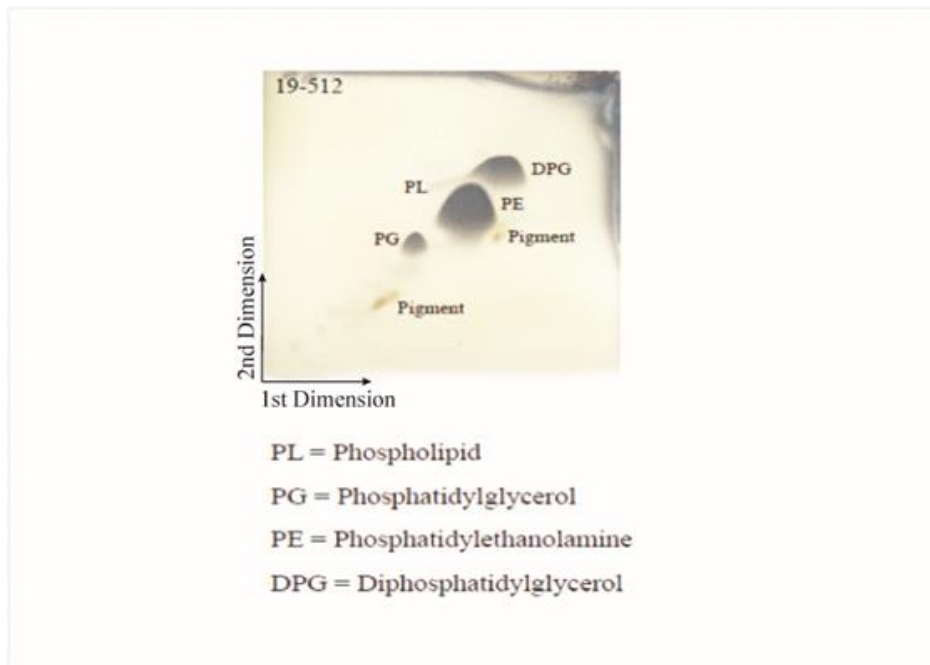 19-512
DPG
PL
PE
PG
Pigment
Pigment
2nd Dimension
1st Dimension
PL = Phospholipid
PG = Phosphatidylglycerol
PE = Phosphatidylethanolamine
DPG = Diphosphatidylglycerol